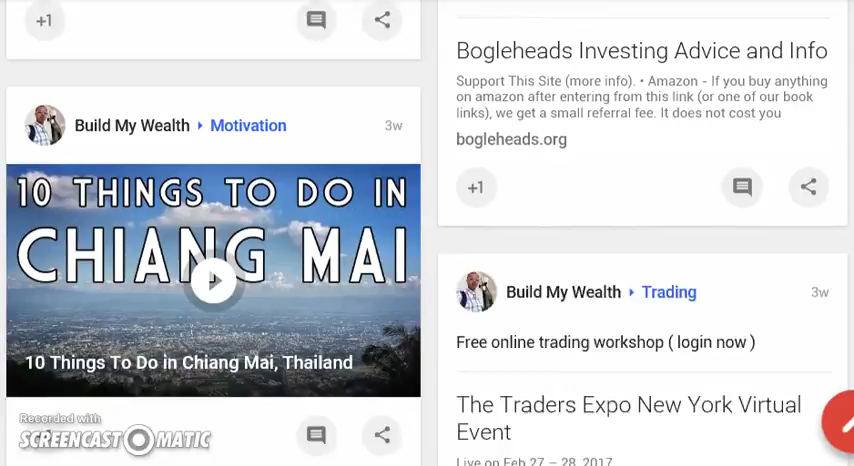 +1
Build My Wealth Motivation
3w
10 THINGS TO DO IN
CHIANG MAI
10 Things To Do in Chiang Mai, Thailand
Recorded with
SCREENCAST O MATIC
Bogleheads Investing Advice and Info
Support This Site (more info). • Amazon - If you buy anything
on amazon after entering from this link (or one of our book
links), we get a small referral fee. It does not cost you
bogleheads.org
+1
Build My Wealth Trading
3w
Free online trading workshop ( login now )
The Traders Expo New York Virtual
Event
Live on Feb 27 – 28, 2017